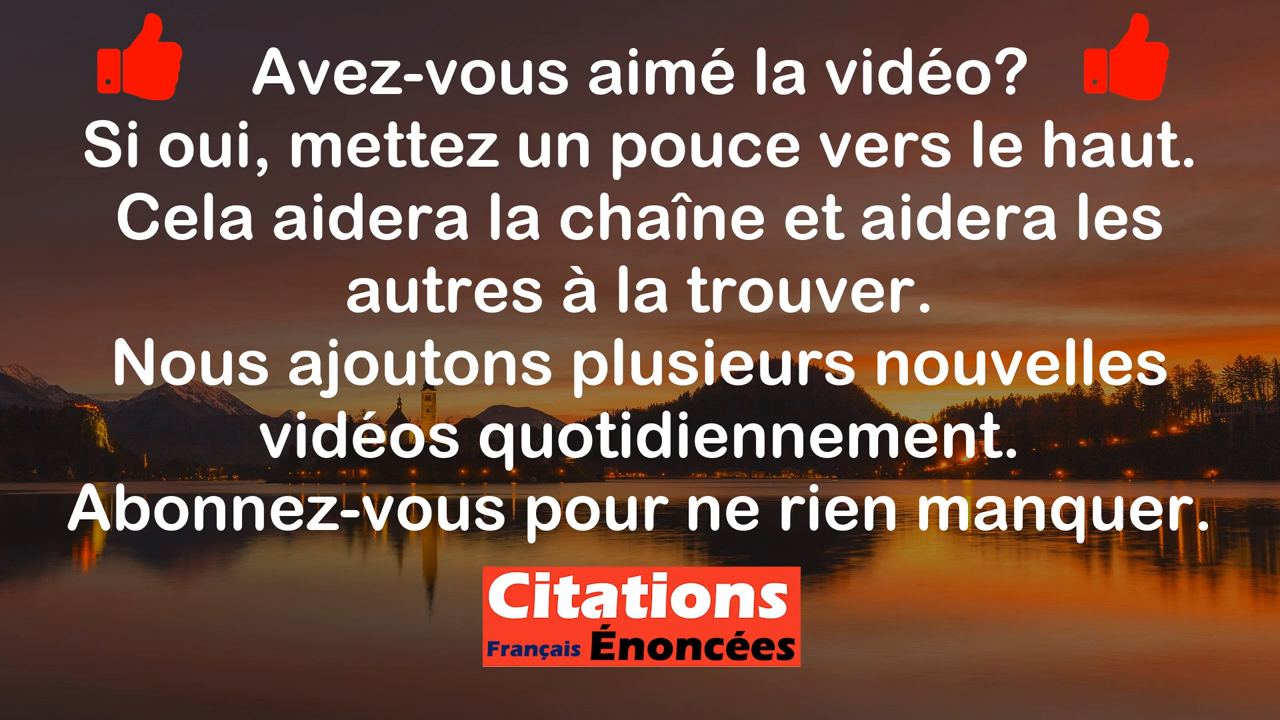 Avez-vous aimé la vidéo?
Si oui, mettez un pouce vers le haut.
Cela aidera la chaîne et aidera les
autres à la trouver.
Nous ajoutons plusieurs nouvelles
vidéos quotidiennement.
Abonnez-vous pour ne rien manquer.
Citations
Français Énoncées